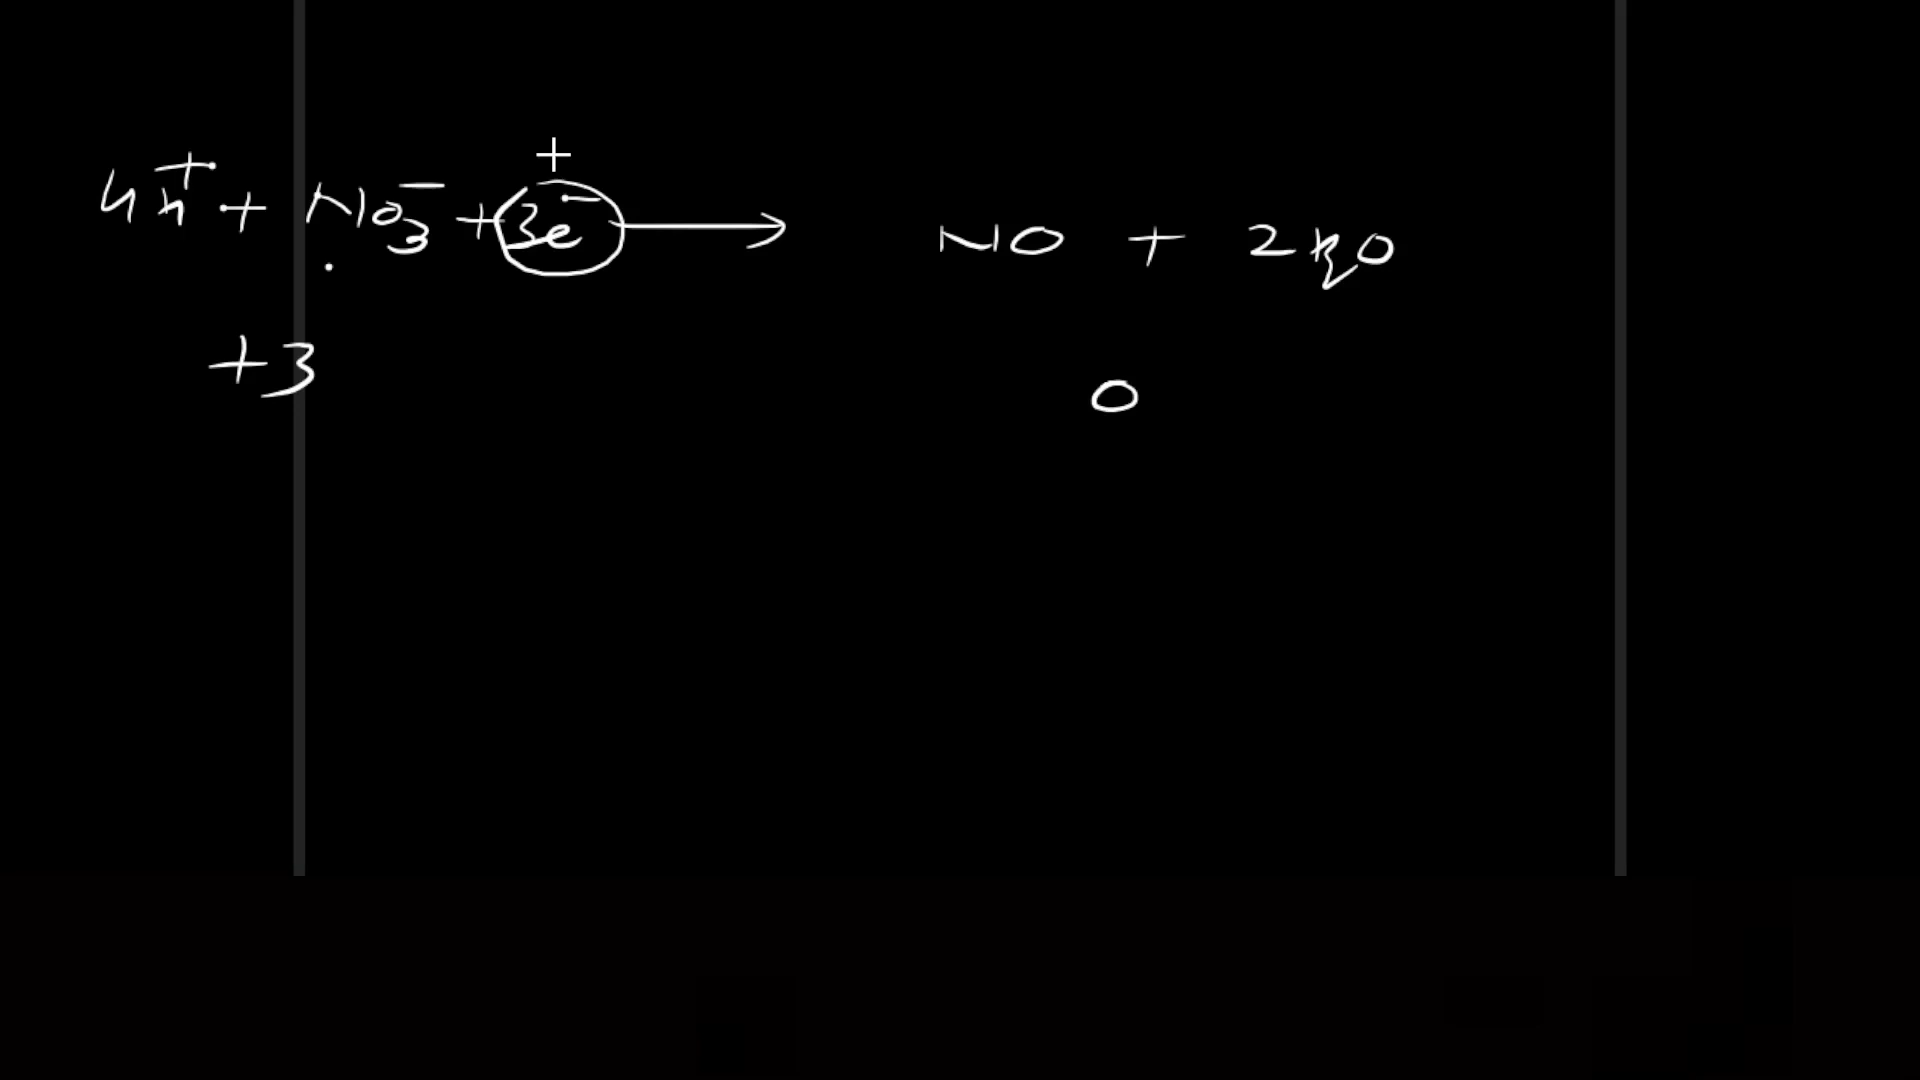 4H⁺ + NO₃⁻ + 3e⁻ → NO + 2H₂O
+3 0